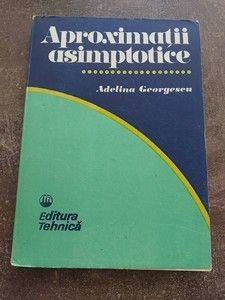 Aproximații
asimptotice
Adelina Georgescu
Editura
Tehnică